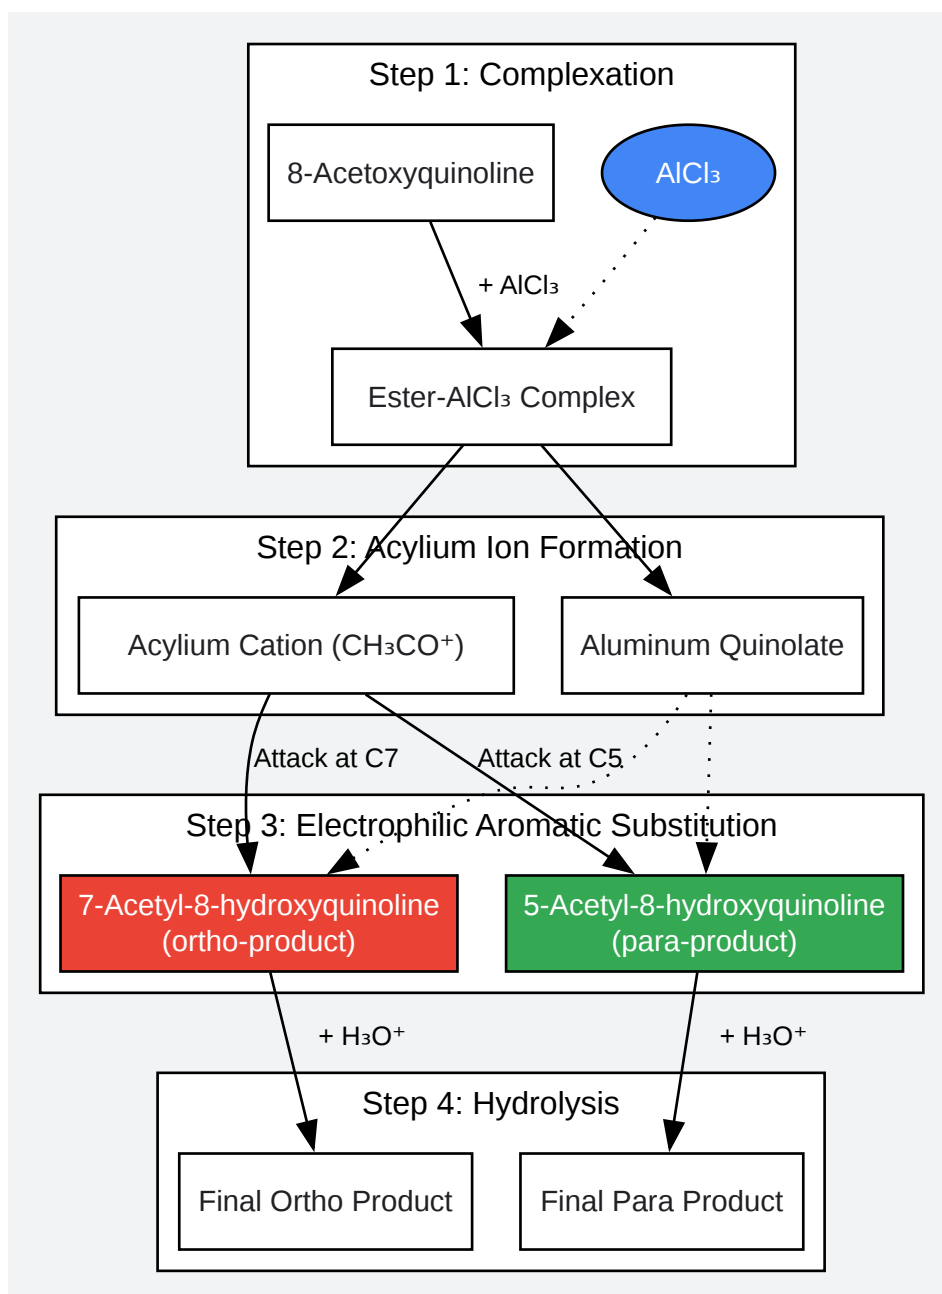 Step 1: Complexation
8-Acetoxyquinoline
AlCl₃
+ AlCl₃
Ester-AlCl₃ Complex
Step 2: Acylium Ion Formation
Acylium Cation (CH₃CO⁺)
Aluminum Quinolate
Attack at C7
Attack at C5
Step 3: Electrophilic Aromatic Substitution
7-Acetyl-8-hydroxyquinoline
(ortho-product)
5-Acetyl-8-hydroxyquinoline
(para-product)
+ H₃O⁺
+ H₃O⁺
Step 4: Hydrolysis
Final Ortho Product
Final Para Product